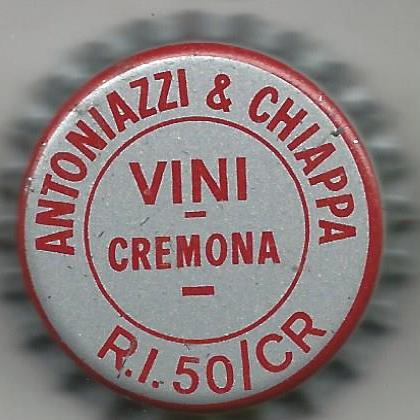 ANTONIAZZI & CHIAPPA
VINI
-
CREMONA
-
R.I. 50/CR